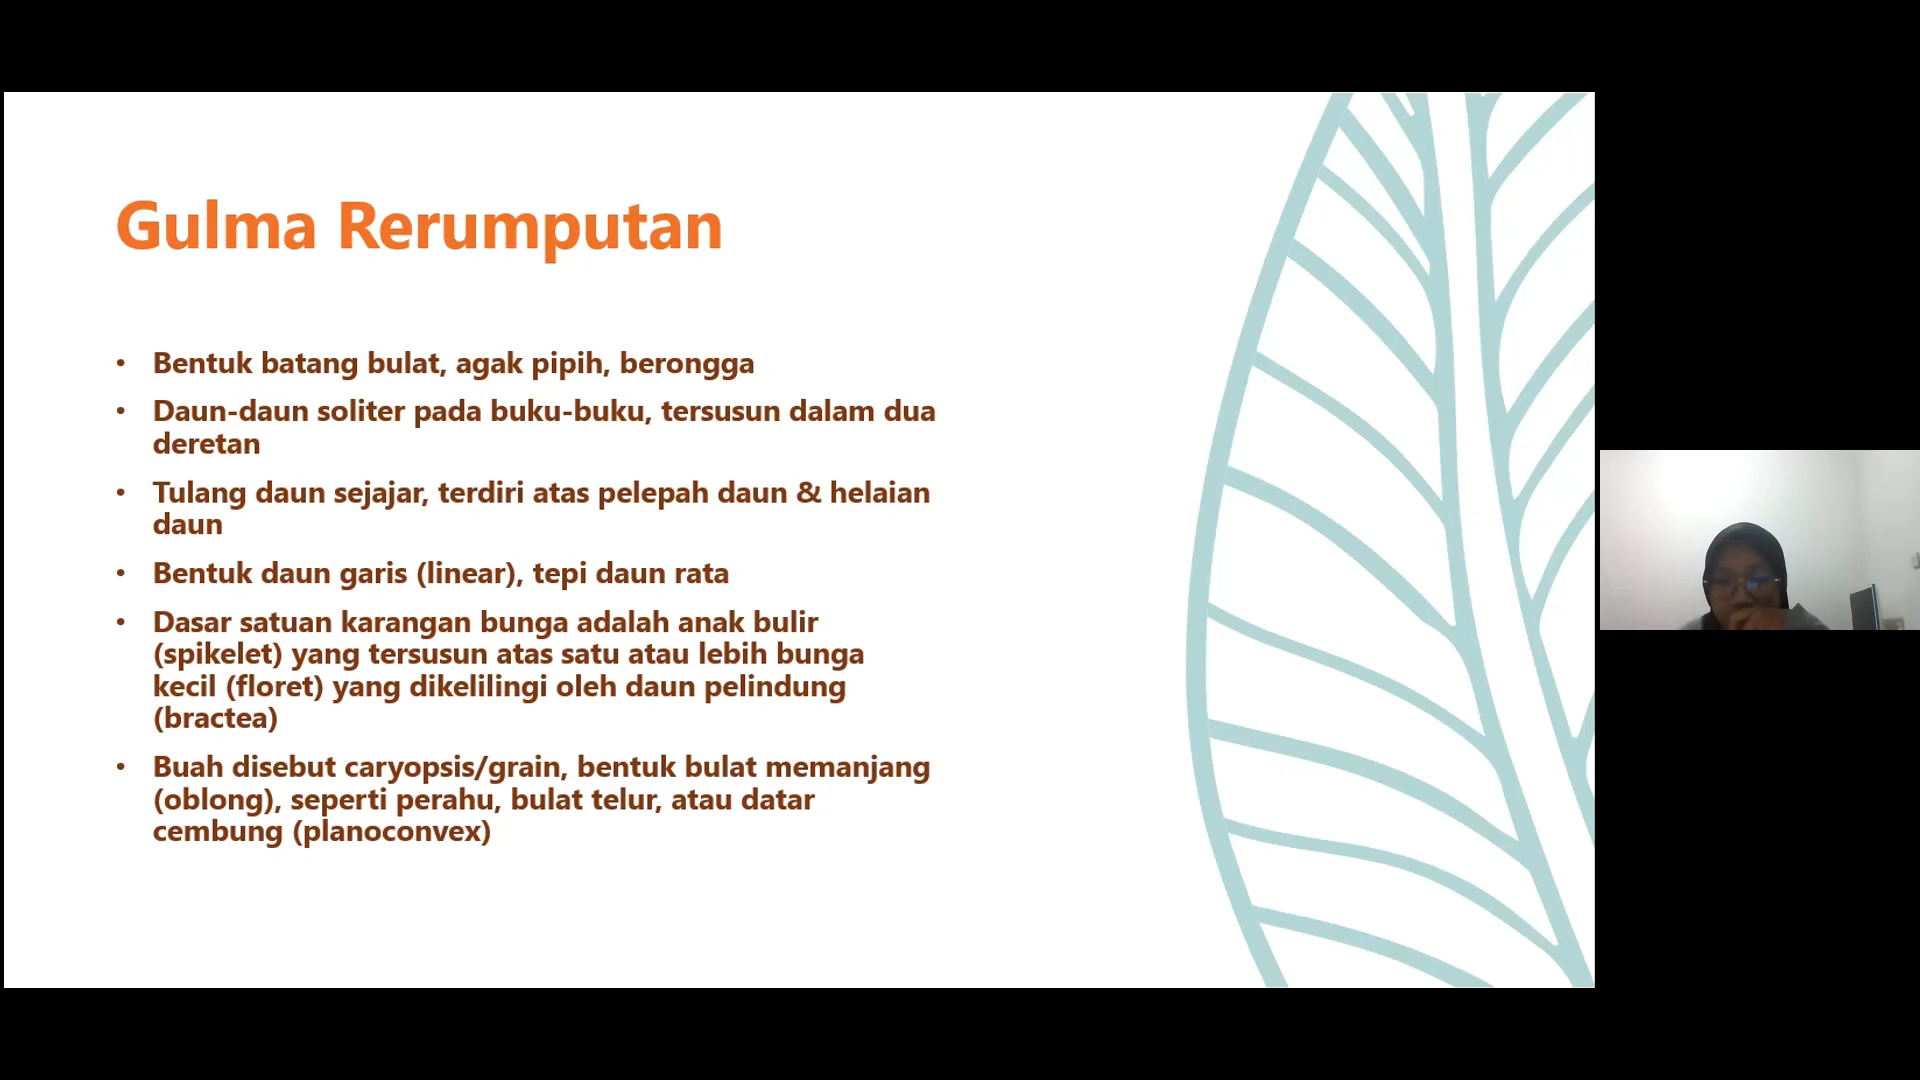 Gulma Rerumputan
• Bentuk batang bulat, agak pipih, berongga
• Daun-daun soliter pada buku-buku, tersusun dalam dua
deretan
• Tulang daun sejajar, terdiri atas pelepah daun & helaian
daun
• Bentuk daun garis (linear), tepi daun rata
• Dasar satuan karangan bunga adalah anak bulir
(spikelet) yang tersusun atas satu atau lebih bunga
kecil (floret) yang dikelilingi oleh daun pelindung
(bractea)
• Buah disebut caryopsis/grain, bentuk bulat memanjang
(oblong), seperti perahu, bulat telur, atau datar
cembung (planoconvex)